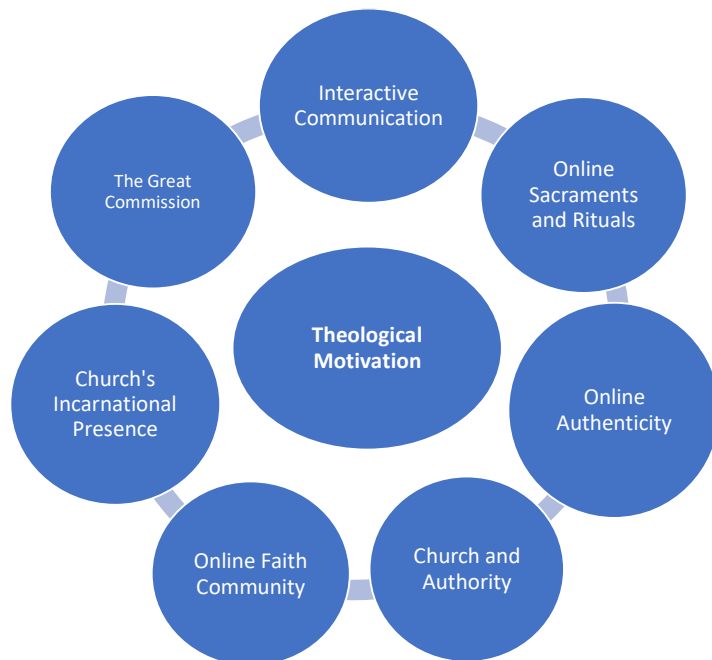 Interactive
Communication
Online
Sacraments
and Rituals
Online
Authenticity
Church and
Authority
Online Faith
Community
Church's
Incarnational
Presence
The Great
Commission
Theological
Motivation